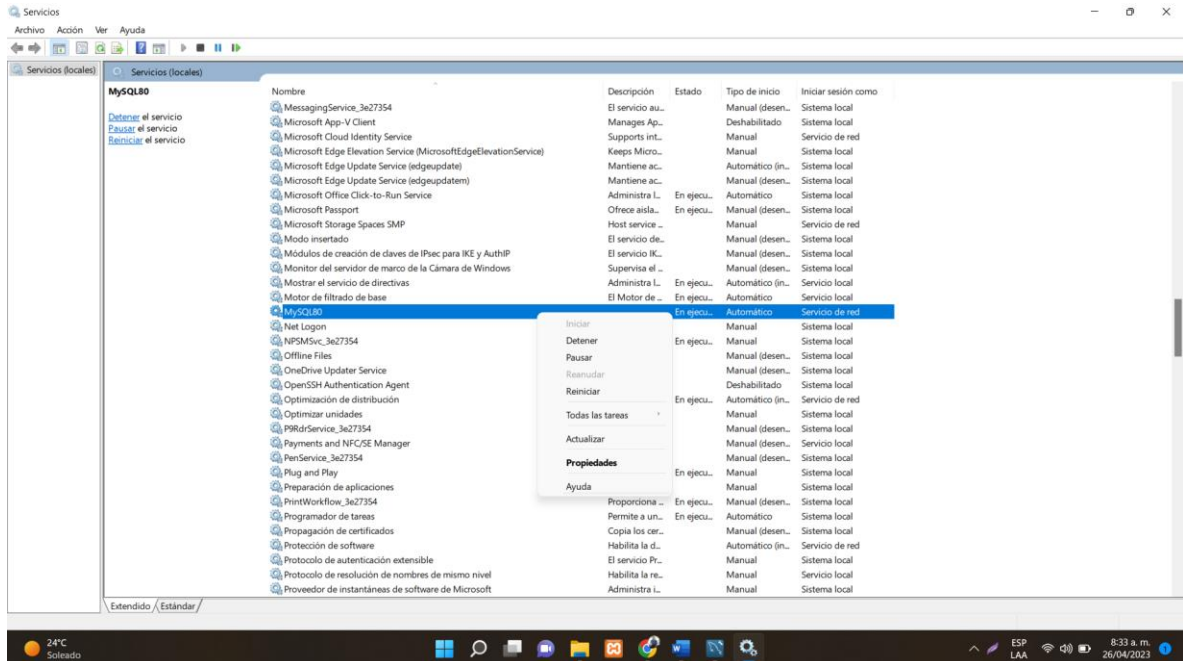 Servicios
Archivo Acción Ver Ayuda
Servicios (locales)
Servicios (locales)
MySQL80
Detener el servicio
Pausar el servicio
Reiniciar el servicio
Nombre Descripción Estado Tipo de inicio Iniciar sesión como
MessagingService_3e27354 El servicio au... Manual (desen... Sistema local
Microsoft App-V Client Manages Ap... Deshabilitado Sistema local
Microsoft Cloud Identity Service Supports int... Manual Servicio de red
Microsoft Edge Elevation Service (MicrosoftEdgeElevationService) Keeps Micro... Manual Sistema local
Microsoft Edge Update Service (edgeupdate) Mantiene ac... Automático (in... Sistema local
Microsoft Edge Update Service (edgeupdatem) Mantiene ac... Manual (desen... Sistema local
Microsoft Office Click-to-Run Service Administra l... En ejecu... Automático Sistema local
Microsoft Passport Ofrece aisla... En ejecu... Manual (desen... Sistema local
Microsoft Storage Spaces SMP Host service ... Manual Servicio de red
Modo insertado El servicio de... Manual (desen... Sistema local
Módulos de creación de claves de IPsec para IKE y AuthIP El servicio IK... Manual (desen... Sistema local
Monitor del servidor de marco de la Cámara de Windows Supervisa el ... Manual (desen... Sistema local
Mostrar el servicio de directivas Administra l... En ejecu... Automático (in... Servicio local
Motor de filtrado de base El Motor de ... En ejecu... Automático Servicio local
MySQL80 En ejecu... Automático Servicio de red
Net Logon Manual Sistema local
NPSMSvc_3e27354 En ejecu... Manual Sistema local
Offline Files Manual (desen... Sistema local
OneDrive Updater Service Manual (desen... Sistema local
OpenSSH Authentication Agent Deshabilitado Sistema local
Optimización de distribución En ejecu... Automático (in... Servicio de red
Optimizar unidades Manual Sistema local
P9RdrService_3e27354 Manual (desen... Sistema local
Payments and NFC/SE Manager Manual (desen... Servicio local
PenService_3e27354 Manual (desen... Sistema local
Plug and Play En ejecu... Manual Sistema local
Preparación de aplicaciones Manual Sistema local
PrintWorkflow_3e27354 Proporciona ... En ejecu... Manual (desen... Sistema local
Programador de tareas Permite a un... En ejecu... Automático Sistema local
Propagación de certificados Copia los cer... Manual (desen... Sistema local
Protección de software Habilita la d... Automático (in... Servicio de red
Protocolo de autenticación extensible El servicio Pr... Manual Sistema local
Protocolo de resolución de nombres de mismo nivel Habilita la re... Manual Servicio local
Proveedor de instantáneas de software de Microsoft Administra i... Manual Sistema local
Iniciar
Detener
Pausar
Reanudar
Reiniciar
Todas las tareas
Actualizar
Propiedades
Ayuda
Extendido Estándar
24°C
Soleado
ESP
LAA
8:33 a. m.
26/04/2023
1